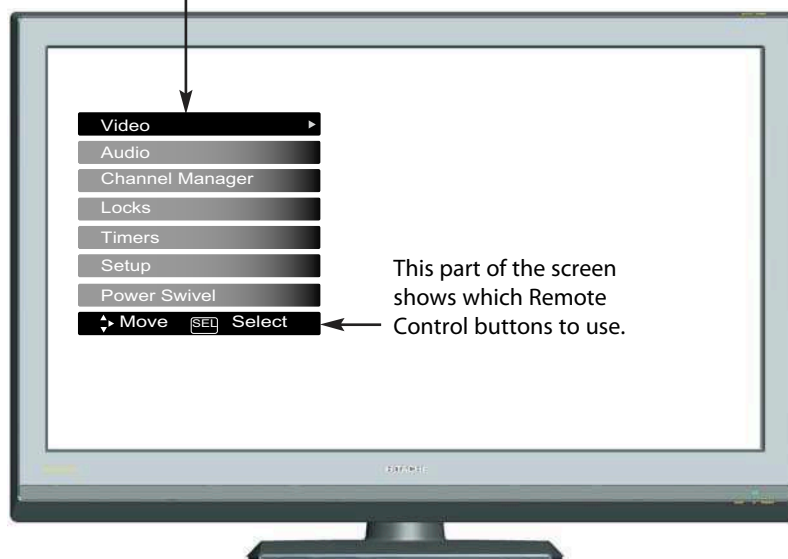 Video
Audio
Channel Manager
Locks
Timers
Setup
Power Swivel
Move SEL Select
This part of the screen
shows which Remote
Control buttons to use.
HITACHI